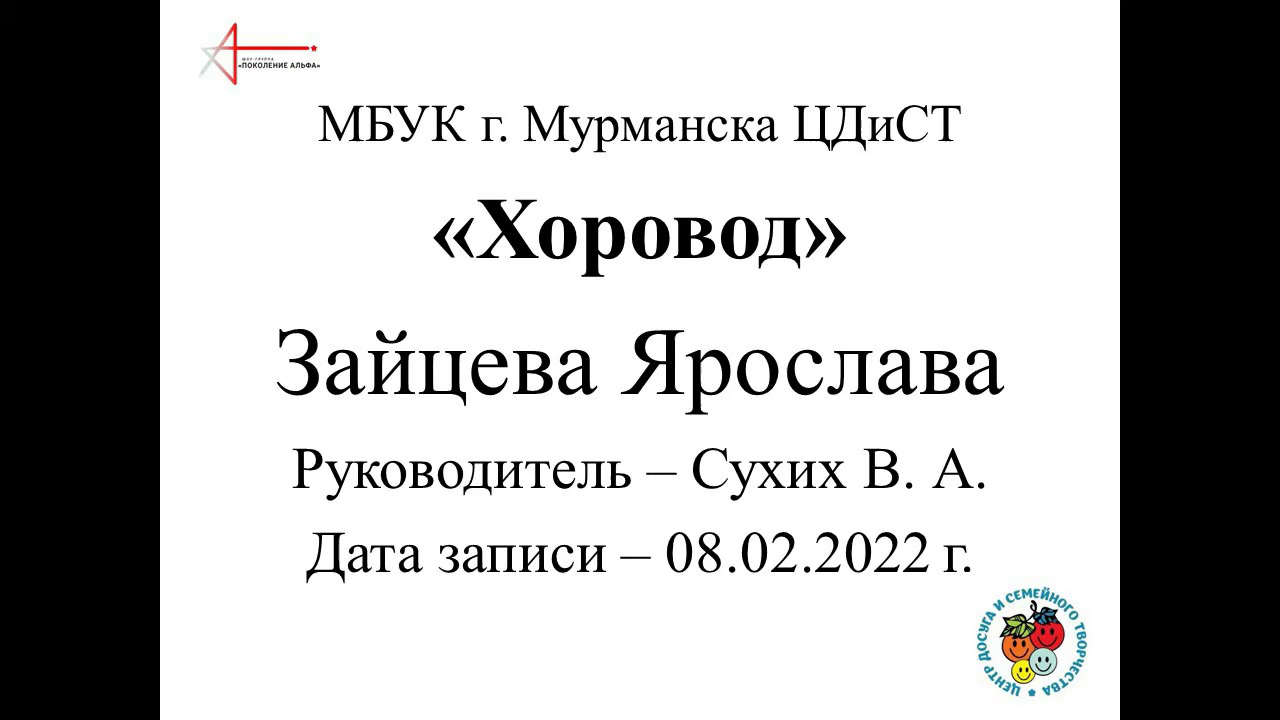 ШОУ-ГРУППА
«ПОКОЛЕНИЕ АЛЬФА»
МБУК г. Мурманска ЦДиСТ
«Хоровод»
Зайцева Ярослава
Руководитель – Сухих В. А.
Дата записи – 08.02.2022 г.
ЦЕНТР ДОСУГА И СЕМЕЙНОГО ТВОРЧЕСТВА